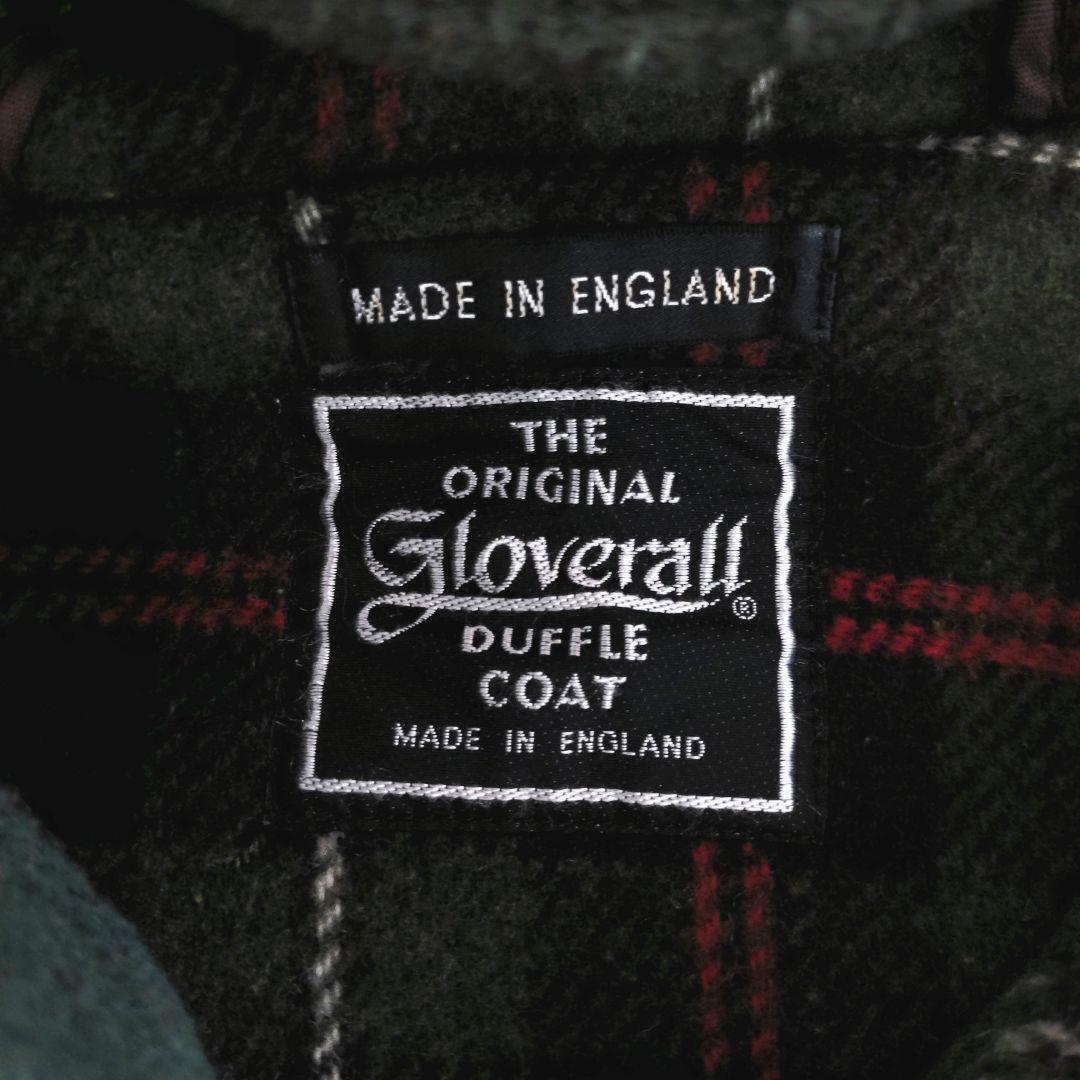 MADE IN ENGLAND
THE
ORIGINAL
Gloverall®
DUFFLE
COAT
MADE IN ENGLAND